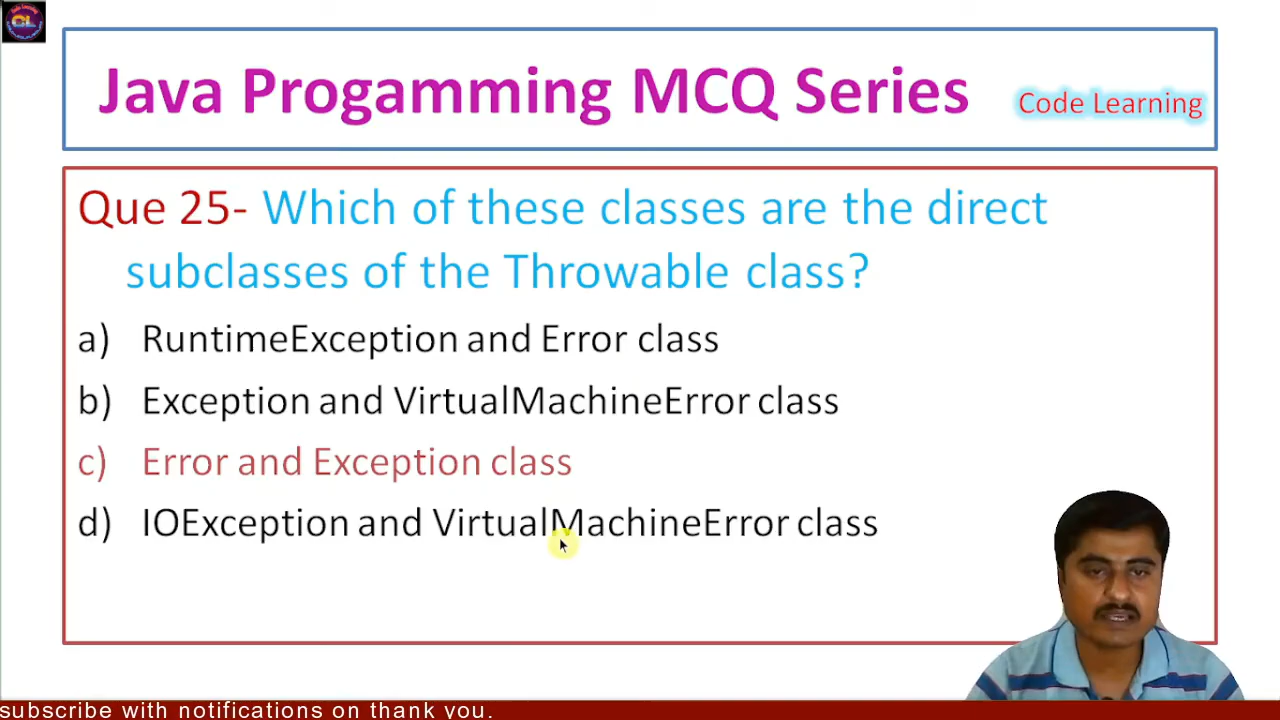 Java Progamming MCQ Series
Code Learning
Que 25- Which of these classes are the direct
subclasses of the Throwable class?
a) RuntimeException and Error class
b) Exception and VirtualMachineError class
c) Error and Exception class
d) IOException and VirtualMachineError class
subscribe with notifications on thank you.